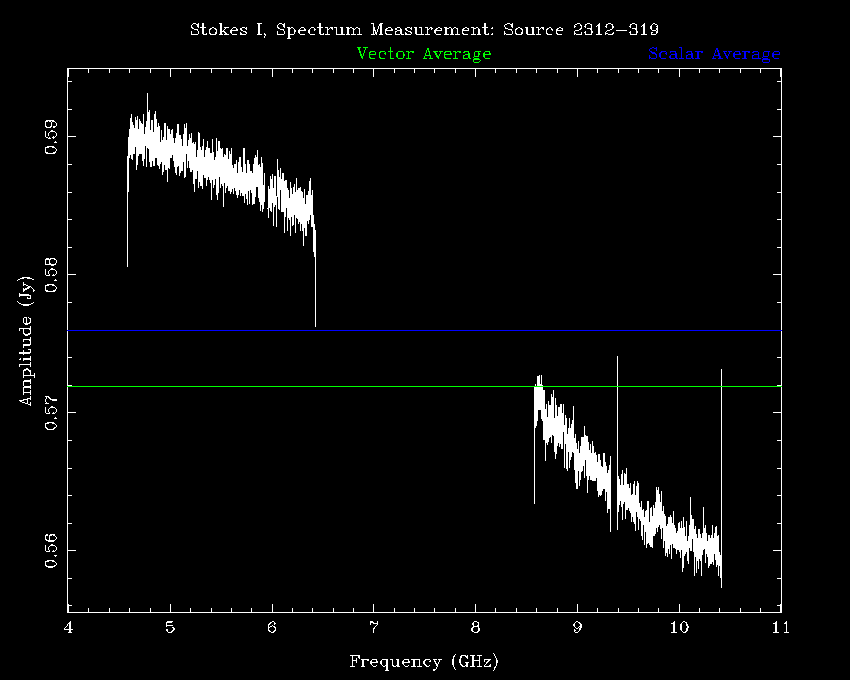 Stokes I, Spectrum Measurement: Source 2312-319
Vector Average Scalar Average
0.59
0.58
0.57
0.56
Amplitude (Jy)
4 5 6 7 8 9 10 11
Frequency (GHz)